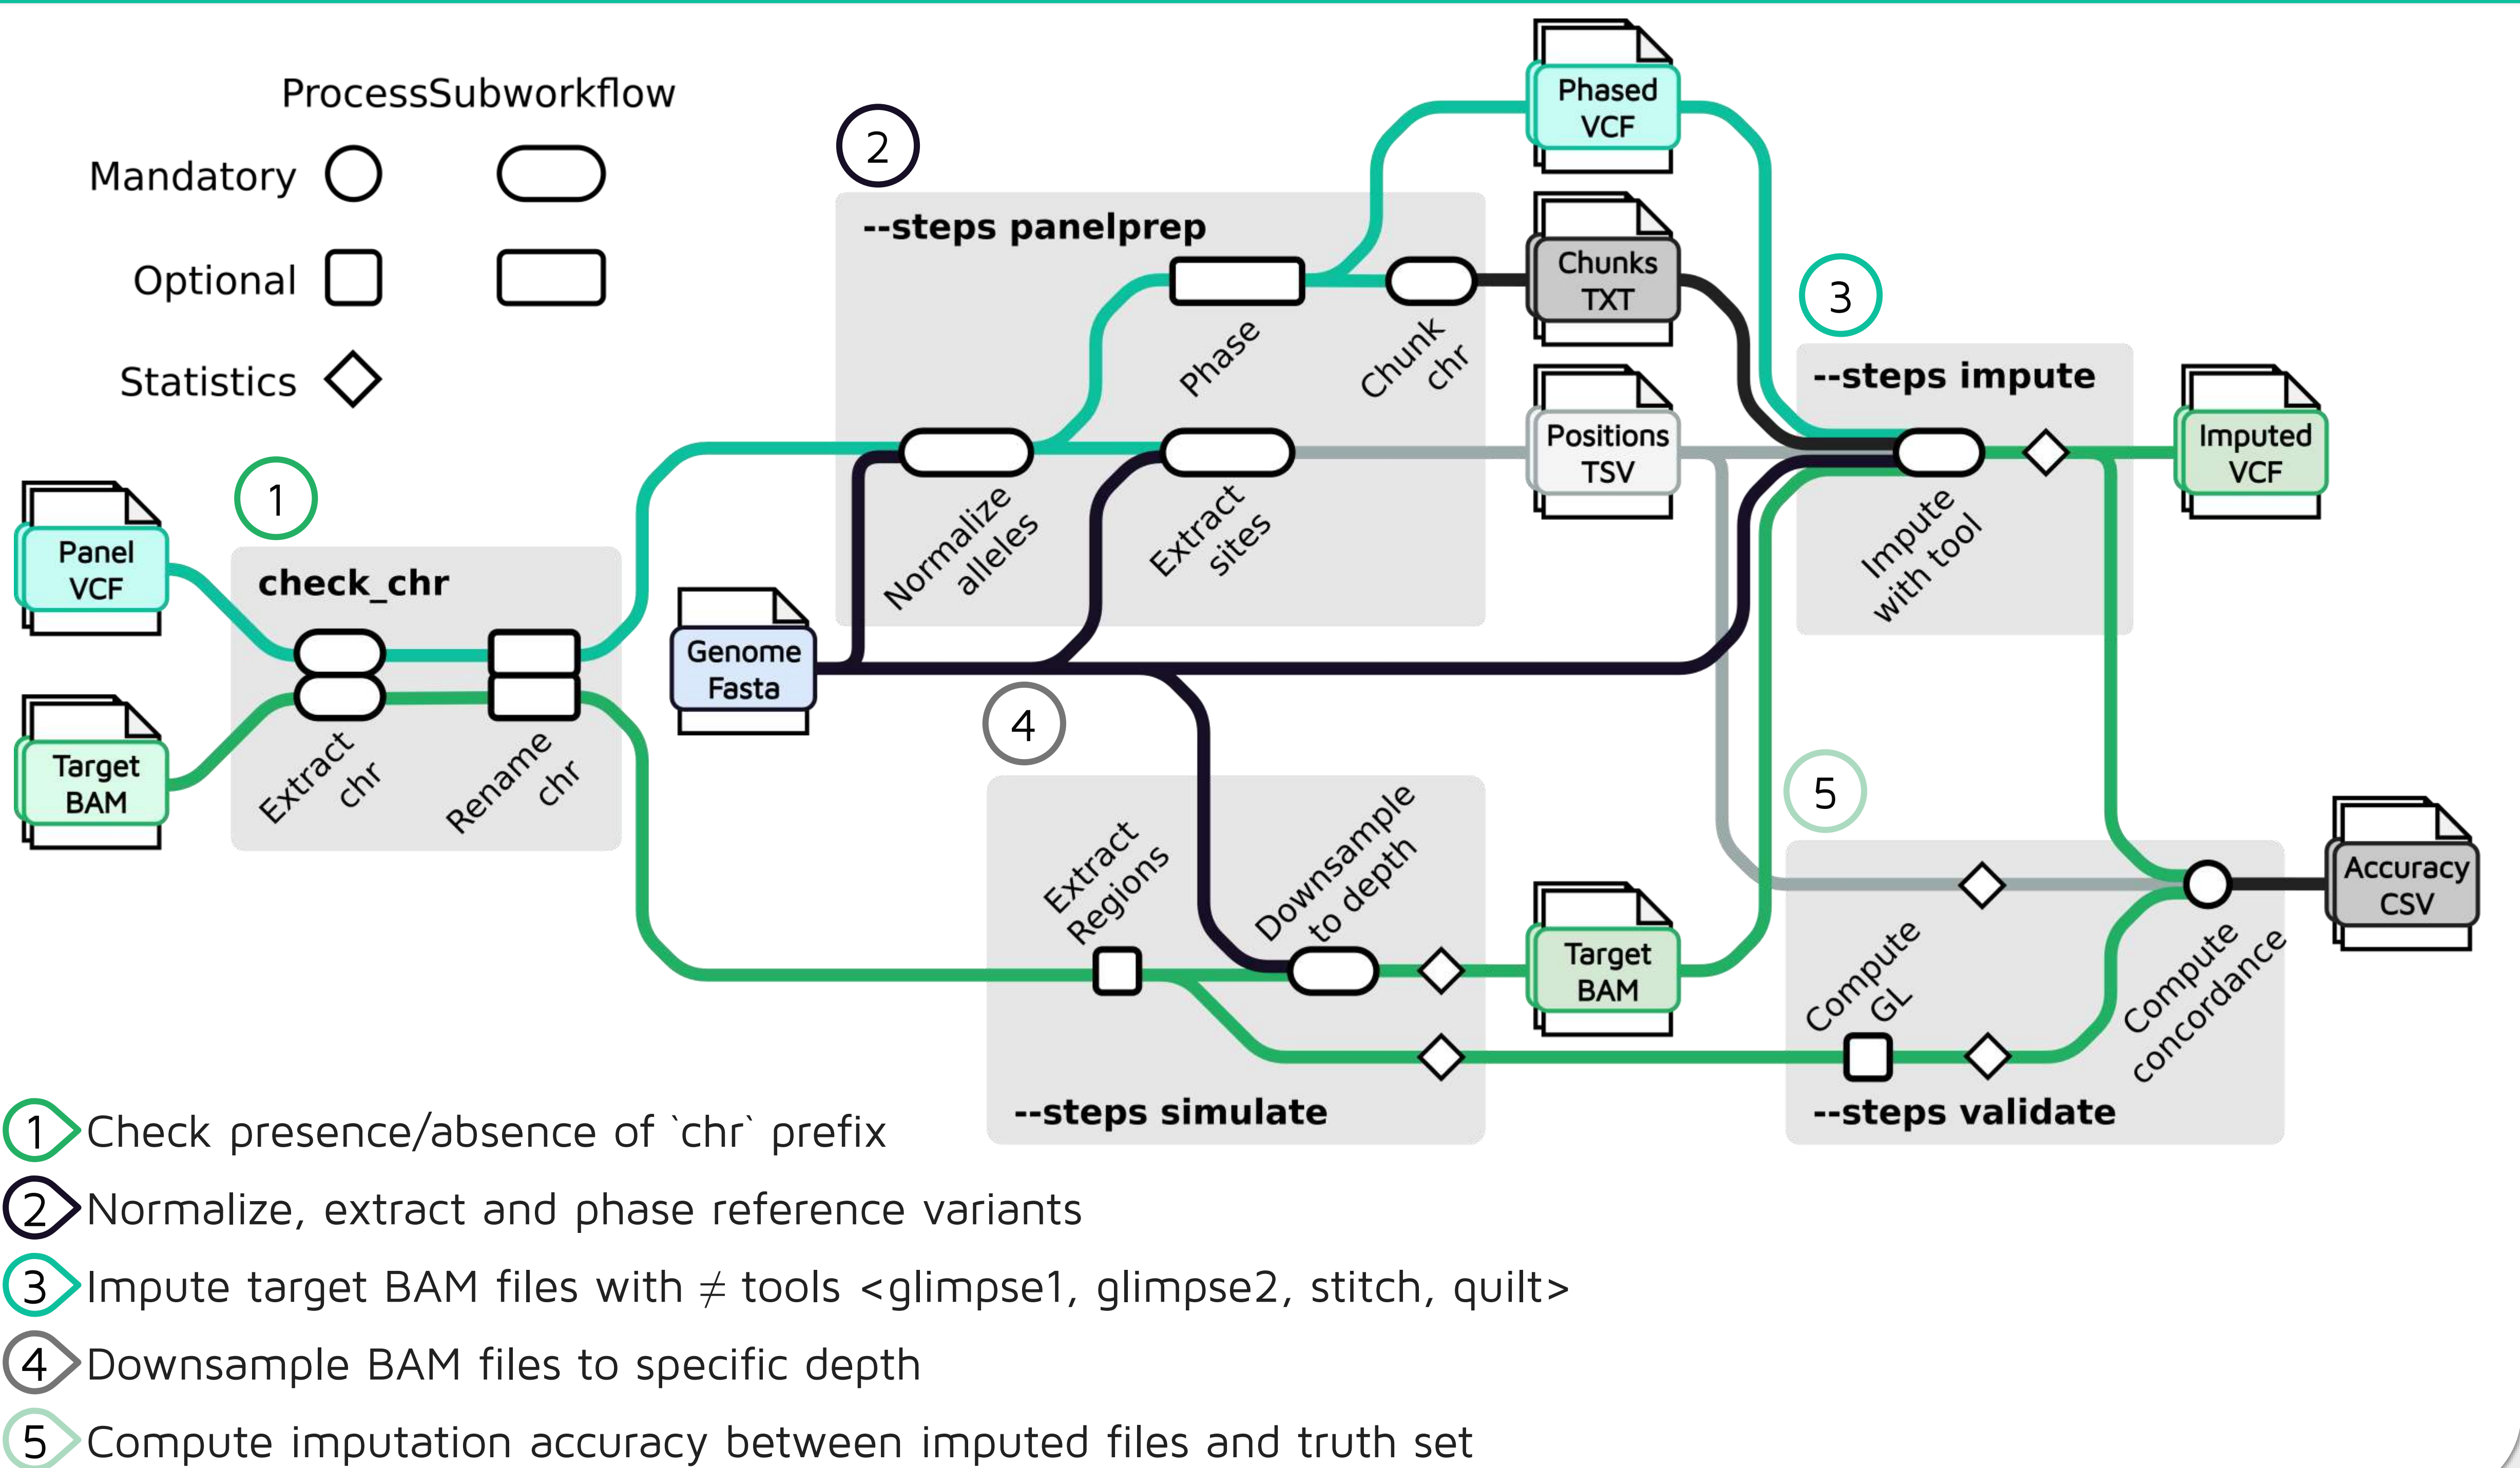 ProcessSubworkflow
Mandatory
Optional
Statistics
1
Panel
VCF
Target
BAM
check_chr
Extract
chr
Rename
chr
2
--steps panelprep
Phase
Chunk
chr
Normalize
alleles
Extract
sites
Genome
Fasta
Phased
VCF
Chunks
TXT
Positions
TSV
3
--steps impute
Impute
with tool
Imputed
VCF
4
Extract
Regions
Downsample
to depth
--steps simulate
Target
BAM
5
Compute
GL
Compute
concordance
--steps validate
Accuracy
CSV
1 Check presence/absence of `chr` prefix
2 Normalize, extract and phase reference variants
3 Impute target BAM files with ≠ tools <glimpse1, glimpse2, stitch, quilt>
4 Downsample BAM files to specific depth
5 Compute imputation accuracy between imputed files and truth set